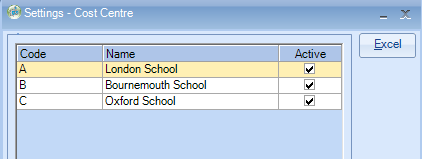 Settings - Cost Centre
Excel
Code Name Active
A London School
B Bournemouth School
C Oxford School